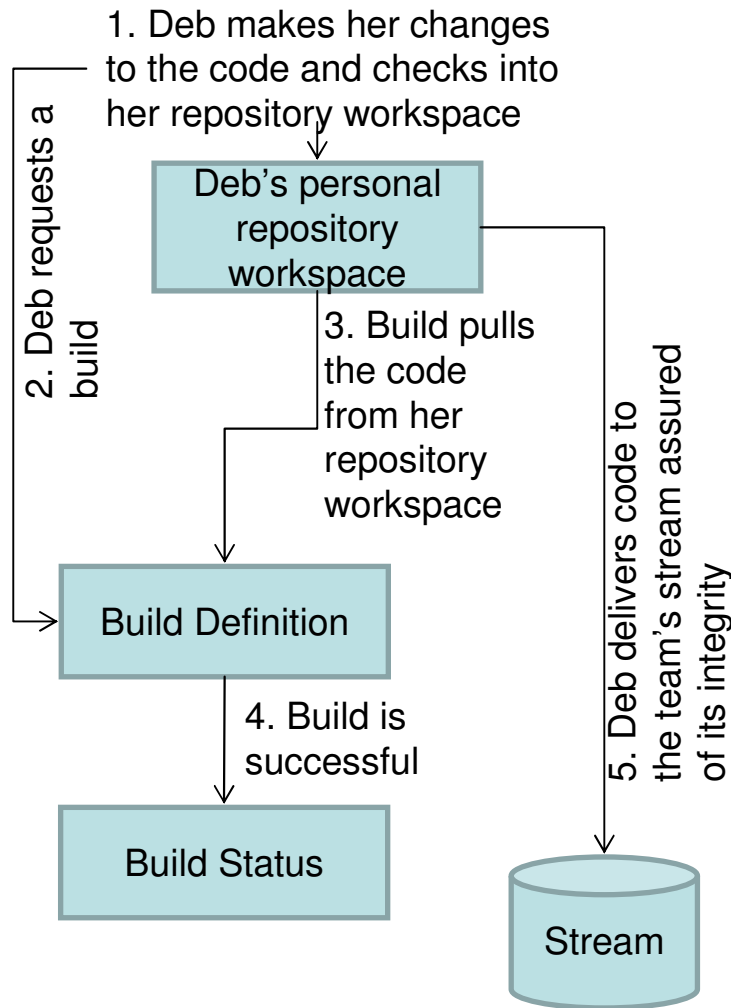 1. Deb makes her changes
to the code and checks into
her repository workspace
Deb’s personal
repository
workspace
2. Deb requests a
build
3. Build pulls
the code
from her
repository
workspace
Build Definition
4. Build is
successful
Build Status
5. Deb delivers code to
the team’s stream assured
of its integrity
Stream